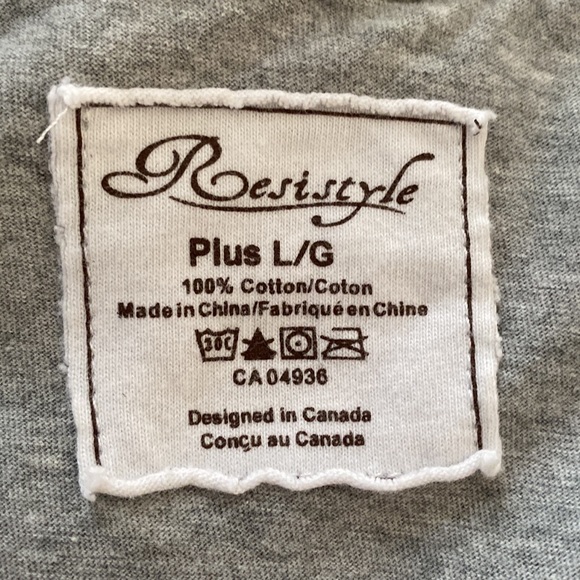 Resistyle
Plus L/G
100% Cotton/Coton
Made in China/Fabriqué en Chine
30C
CA 04936
Designed in Canada
Conçu au Canada